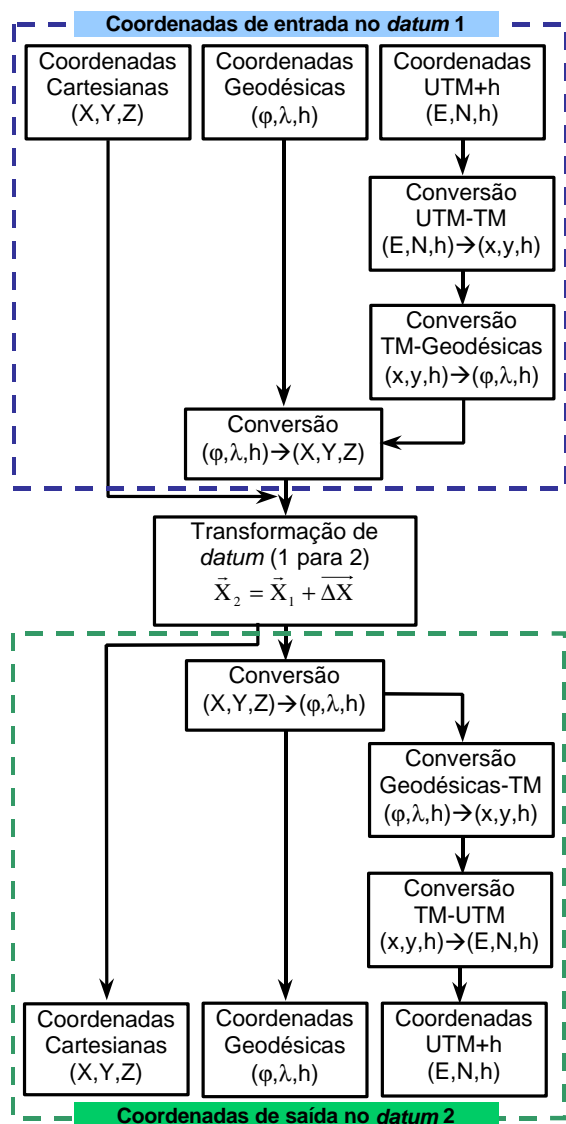 Coordenadas de entrada no datum 1
Coordenadas
Cartesianas
(X,Y,Z)
Coordenadas
Geodésicas
(φ,λ,h)
Coordenadas
UTM+h
(E,N,h)
Conversão
UTM-TM
(E,N,h)→(x,y,h)
Conversão
TM-Geodésicas
(x,y,h)→(φ,λ,h)
Conversão
(φ,λ,h)→(X,Y,Z)
Transformação de
datum (1 para 2)
X⃗₂ = X⃗₁ + ΔX⃗
Conversão
(X,Y,Z)→(φ,λ,h)
Conversão
Geodésicas-TM
(φ,λ,h)→(x,y,h)
Conversão
TM-UTM
(x,y,h)→(E,N,h)
Coordenadas
Cartesianas
(X,Y,Z)
Coordenadas
Geodésicas
(φ,λ,h)
Coordenadas
UTM+h
(E,N,h)
Coordenadas de saída no datum 2